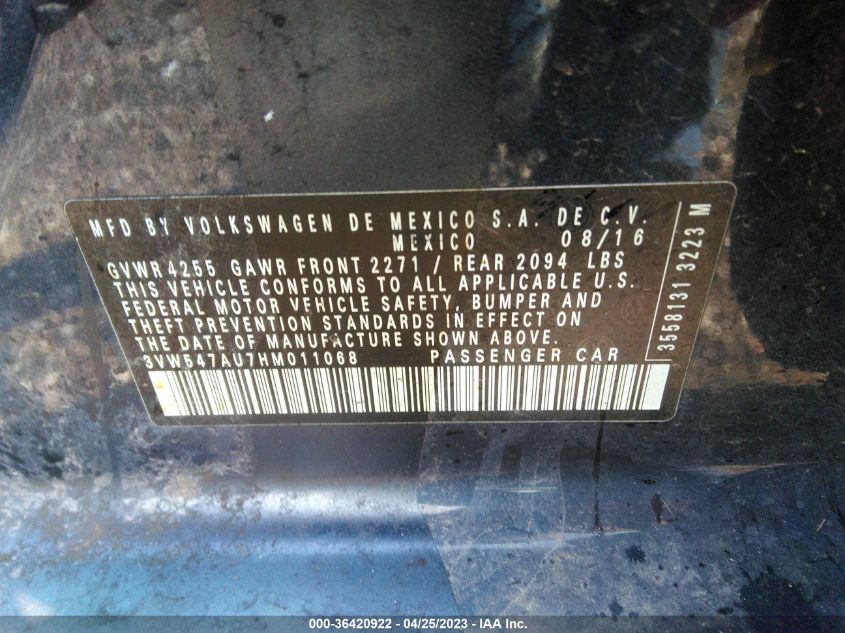 MFD BY VOLKSWAGEN DE MEXICO S.A. DE C.V.
MEXICO 08/16
GVWR 4255 GAWR FRONT 2271 / REAR 2094 LBS
THIS VEHICLE CONFORMS TO ALL APPLICABLE U.S.
FEDERAL MOTOR VEHICLE SAFETY, BUMPER AND
THEFT PREVENTION STANDARDS IN EFFECT ON
THE DATE OF MANUFACTURE SHOWN ABOVE.
3VW547AU7HM011068 PASSENGER CAR
3558131 3223 M
000-36420922 - 04/25/2023 - IAA Inc.